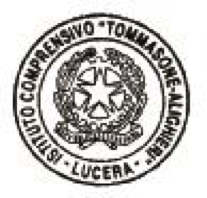 ISTITUTO COMPRENSIVO "TOMMASONE-ALIGHIERI"
- LUCERA -